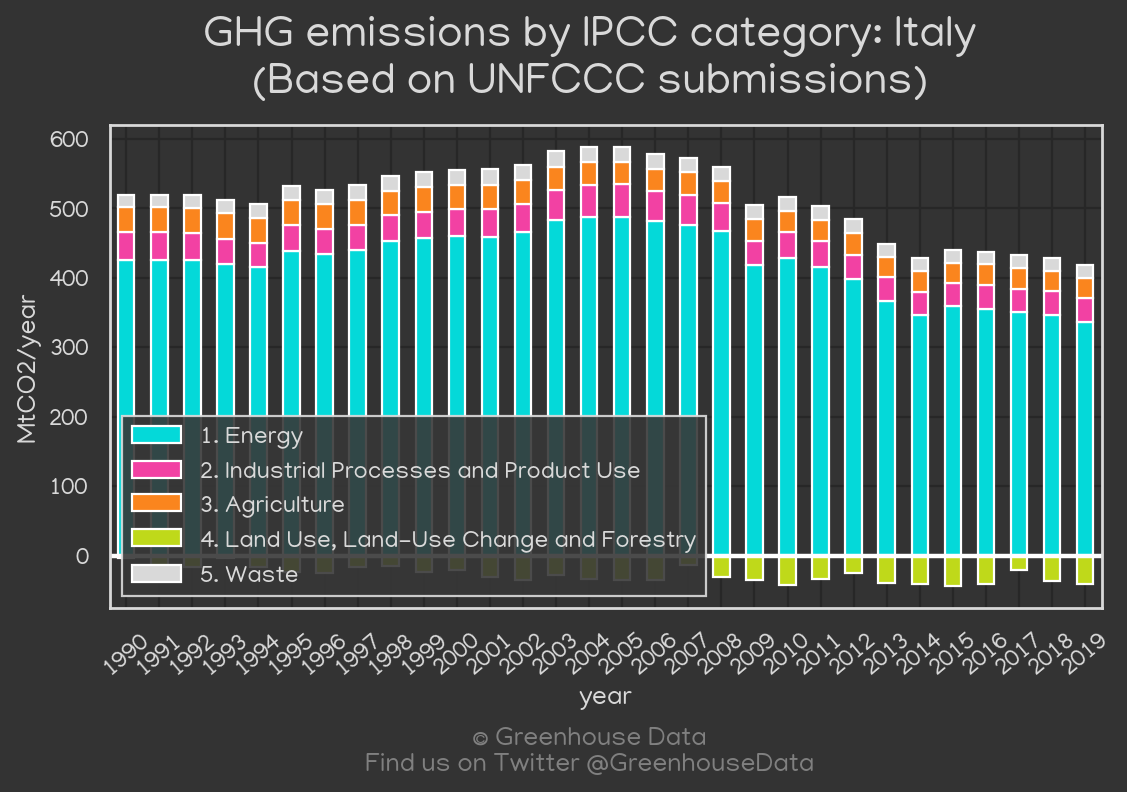 GHG emissions by IPCC category: Italy
(Based on UNFCCC submissions)
600
500
400
300
200
100
0
MtCO2/year
1. Energy
2. Industrial Processes and Product Use
3. Agriculture
4. Land Use, Land-Use Change and Forestry
5. Waste
1990 1991 1992 1993 1994 1995 1996 1997 1998 1999 2000 2001 2002 2003 2004 2005 2006 2007 2008 2009 2010 2011 2012 2013 2014 2015 2016 2017 2018 2019
year
© Greenhouse Data
Find us on Twitter @GreenhouseData